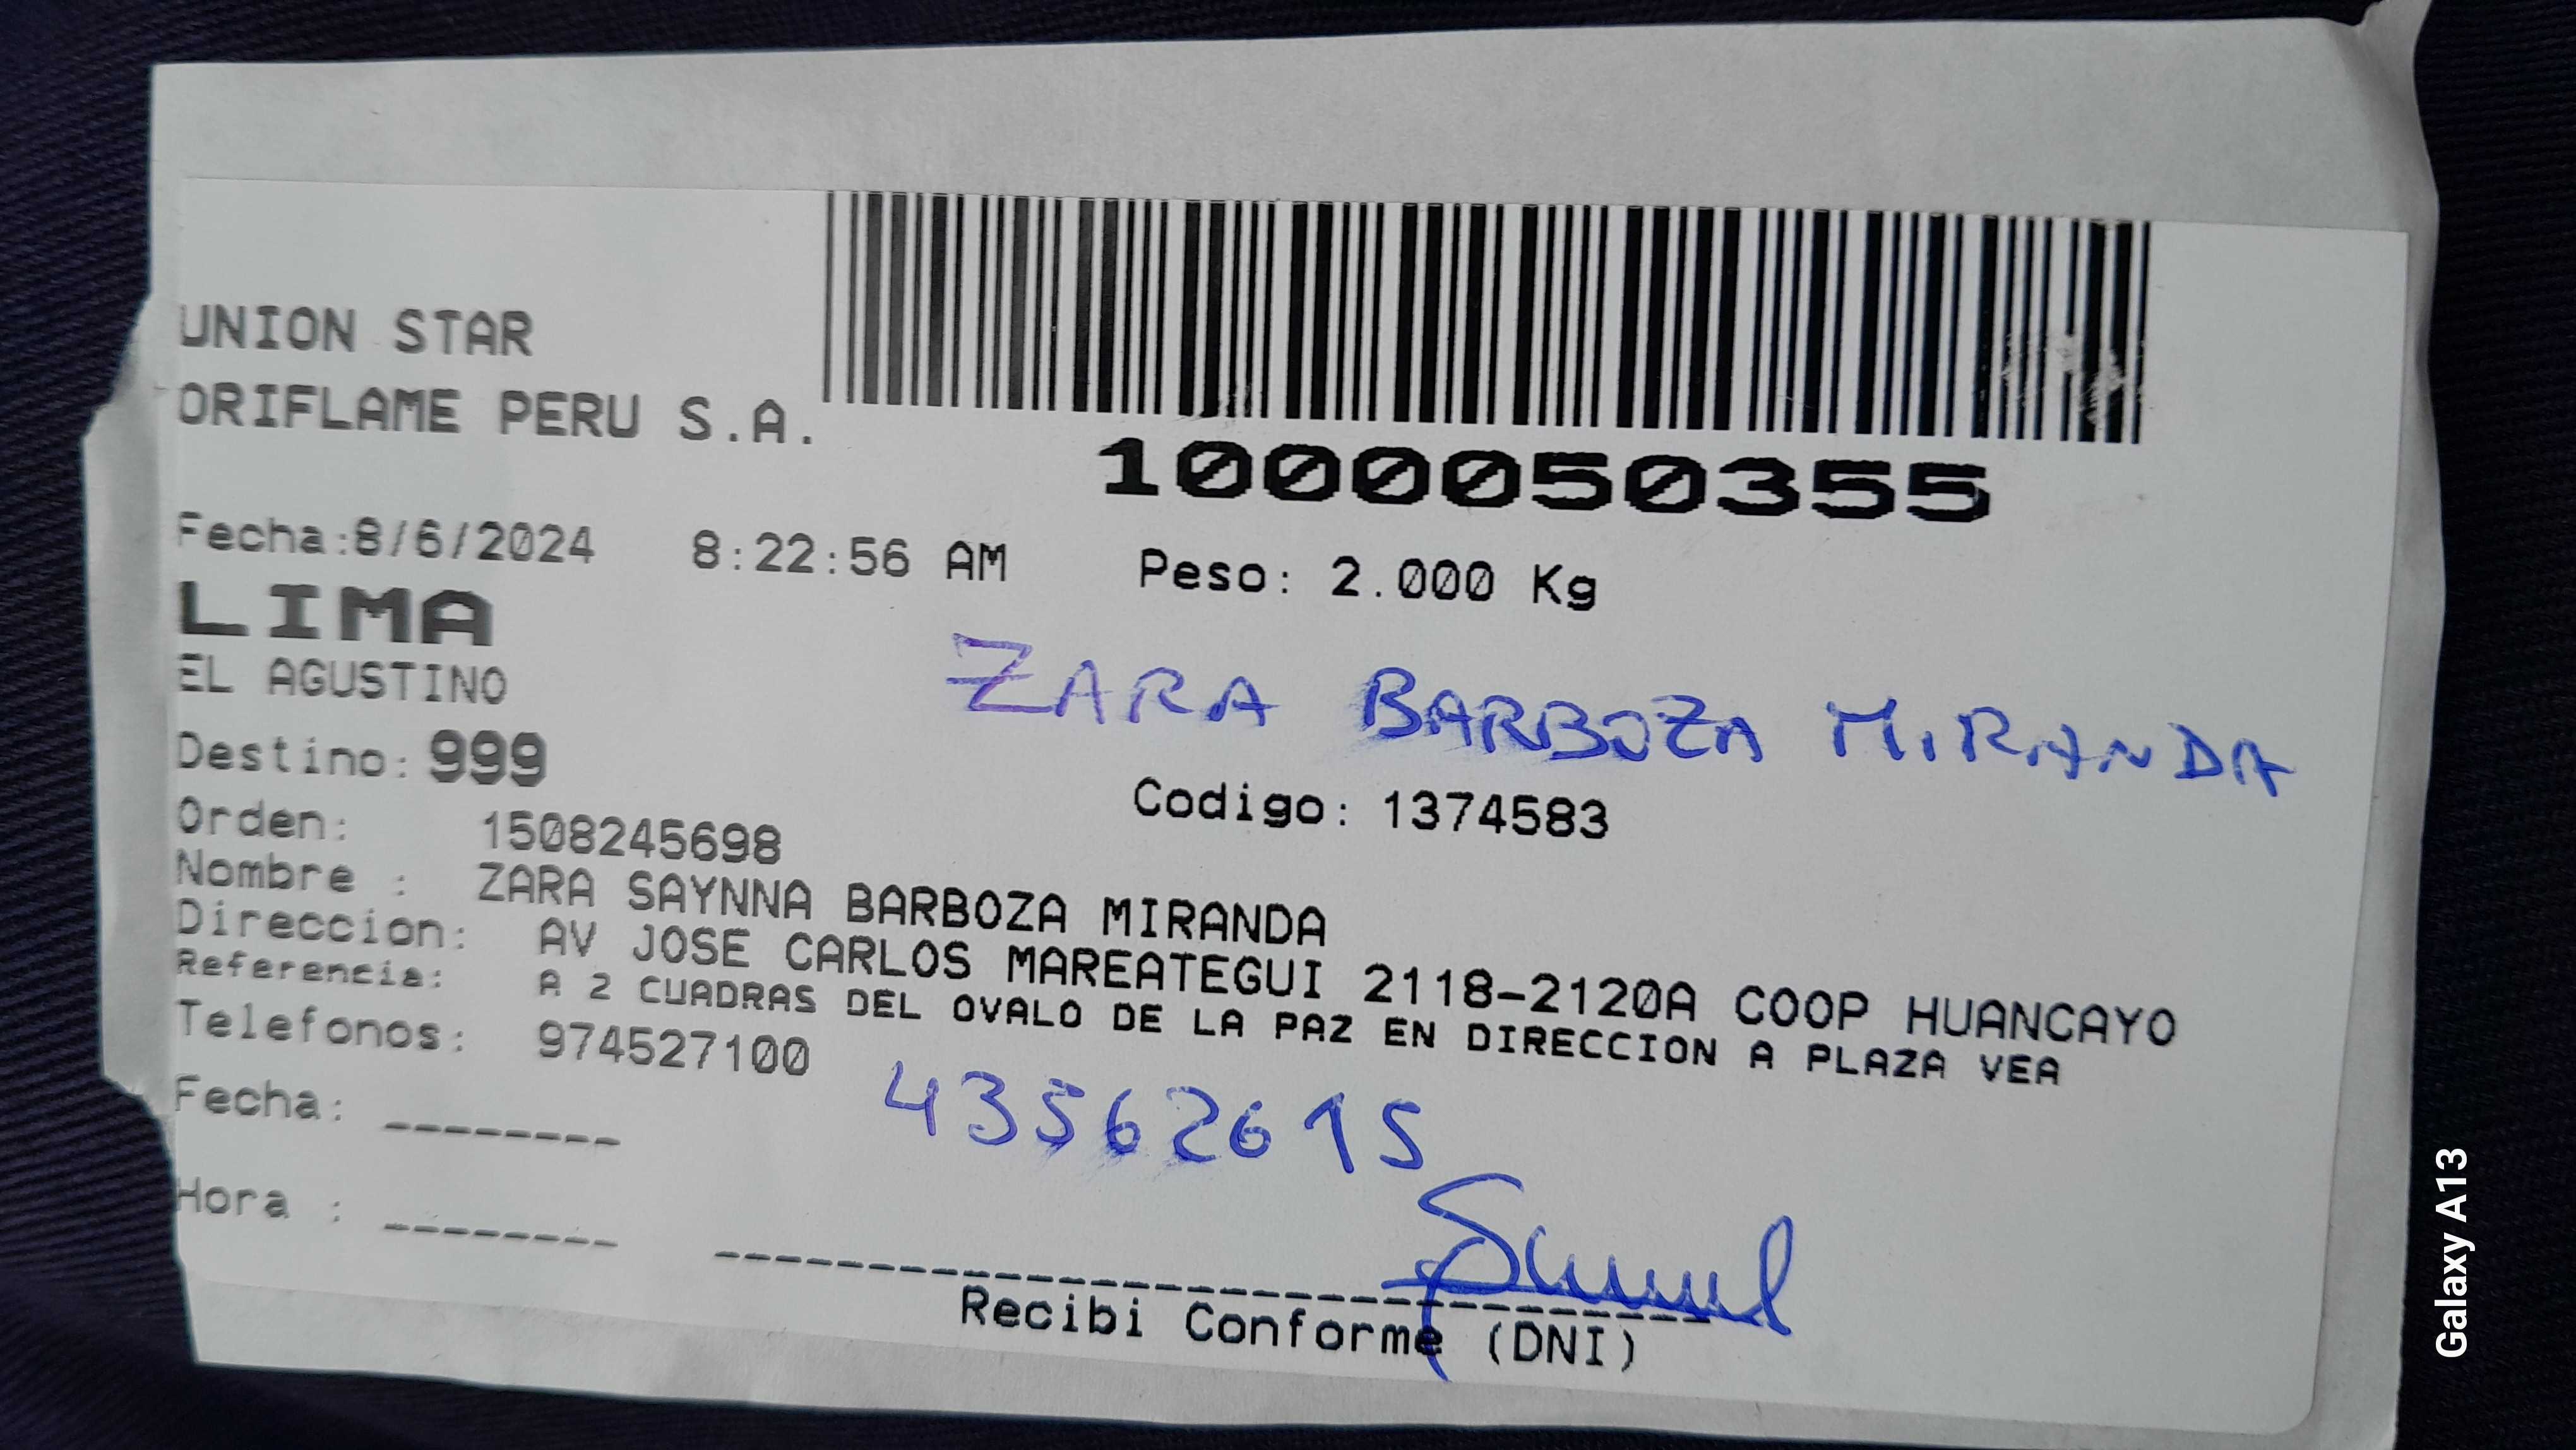 UNION STAR
ORIFLAME PERU S.A.
1000050355
Fecha:8/6/2024 8:22:56 AM Peso: 2.000 Kg
LIMA
EL AGUSTINO
ZARA BARBOZA MIRANDA
Destino: 999
Codigo: 1374583
Orden: 1508245698
Nombre : ZARA SAYNNA BARBOZA MIRANDA
Direccion: AV JOSE CARLOS MAREATEGUI 2118-2120A COOP HUANCAYO
Referencia: A 2 CUADRAS DEL OVALO DE LA PAZ EN DIRECCION A PLAZA VEA
Telefonos: 974527100
43562615
Fecha: ________
Hora : ________
Recibi Conforme (DNI)
Galaxy A13